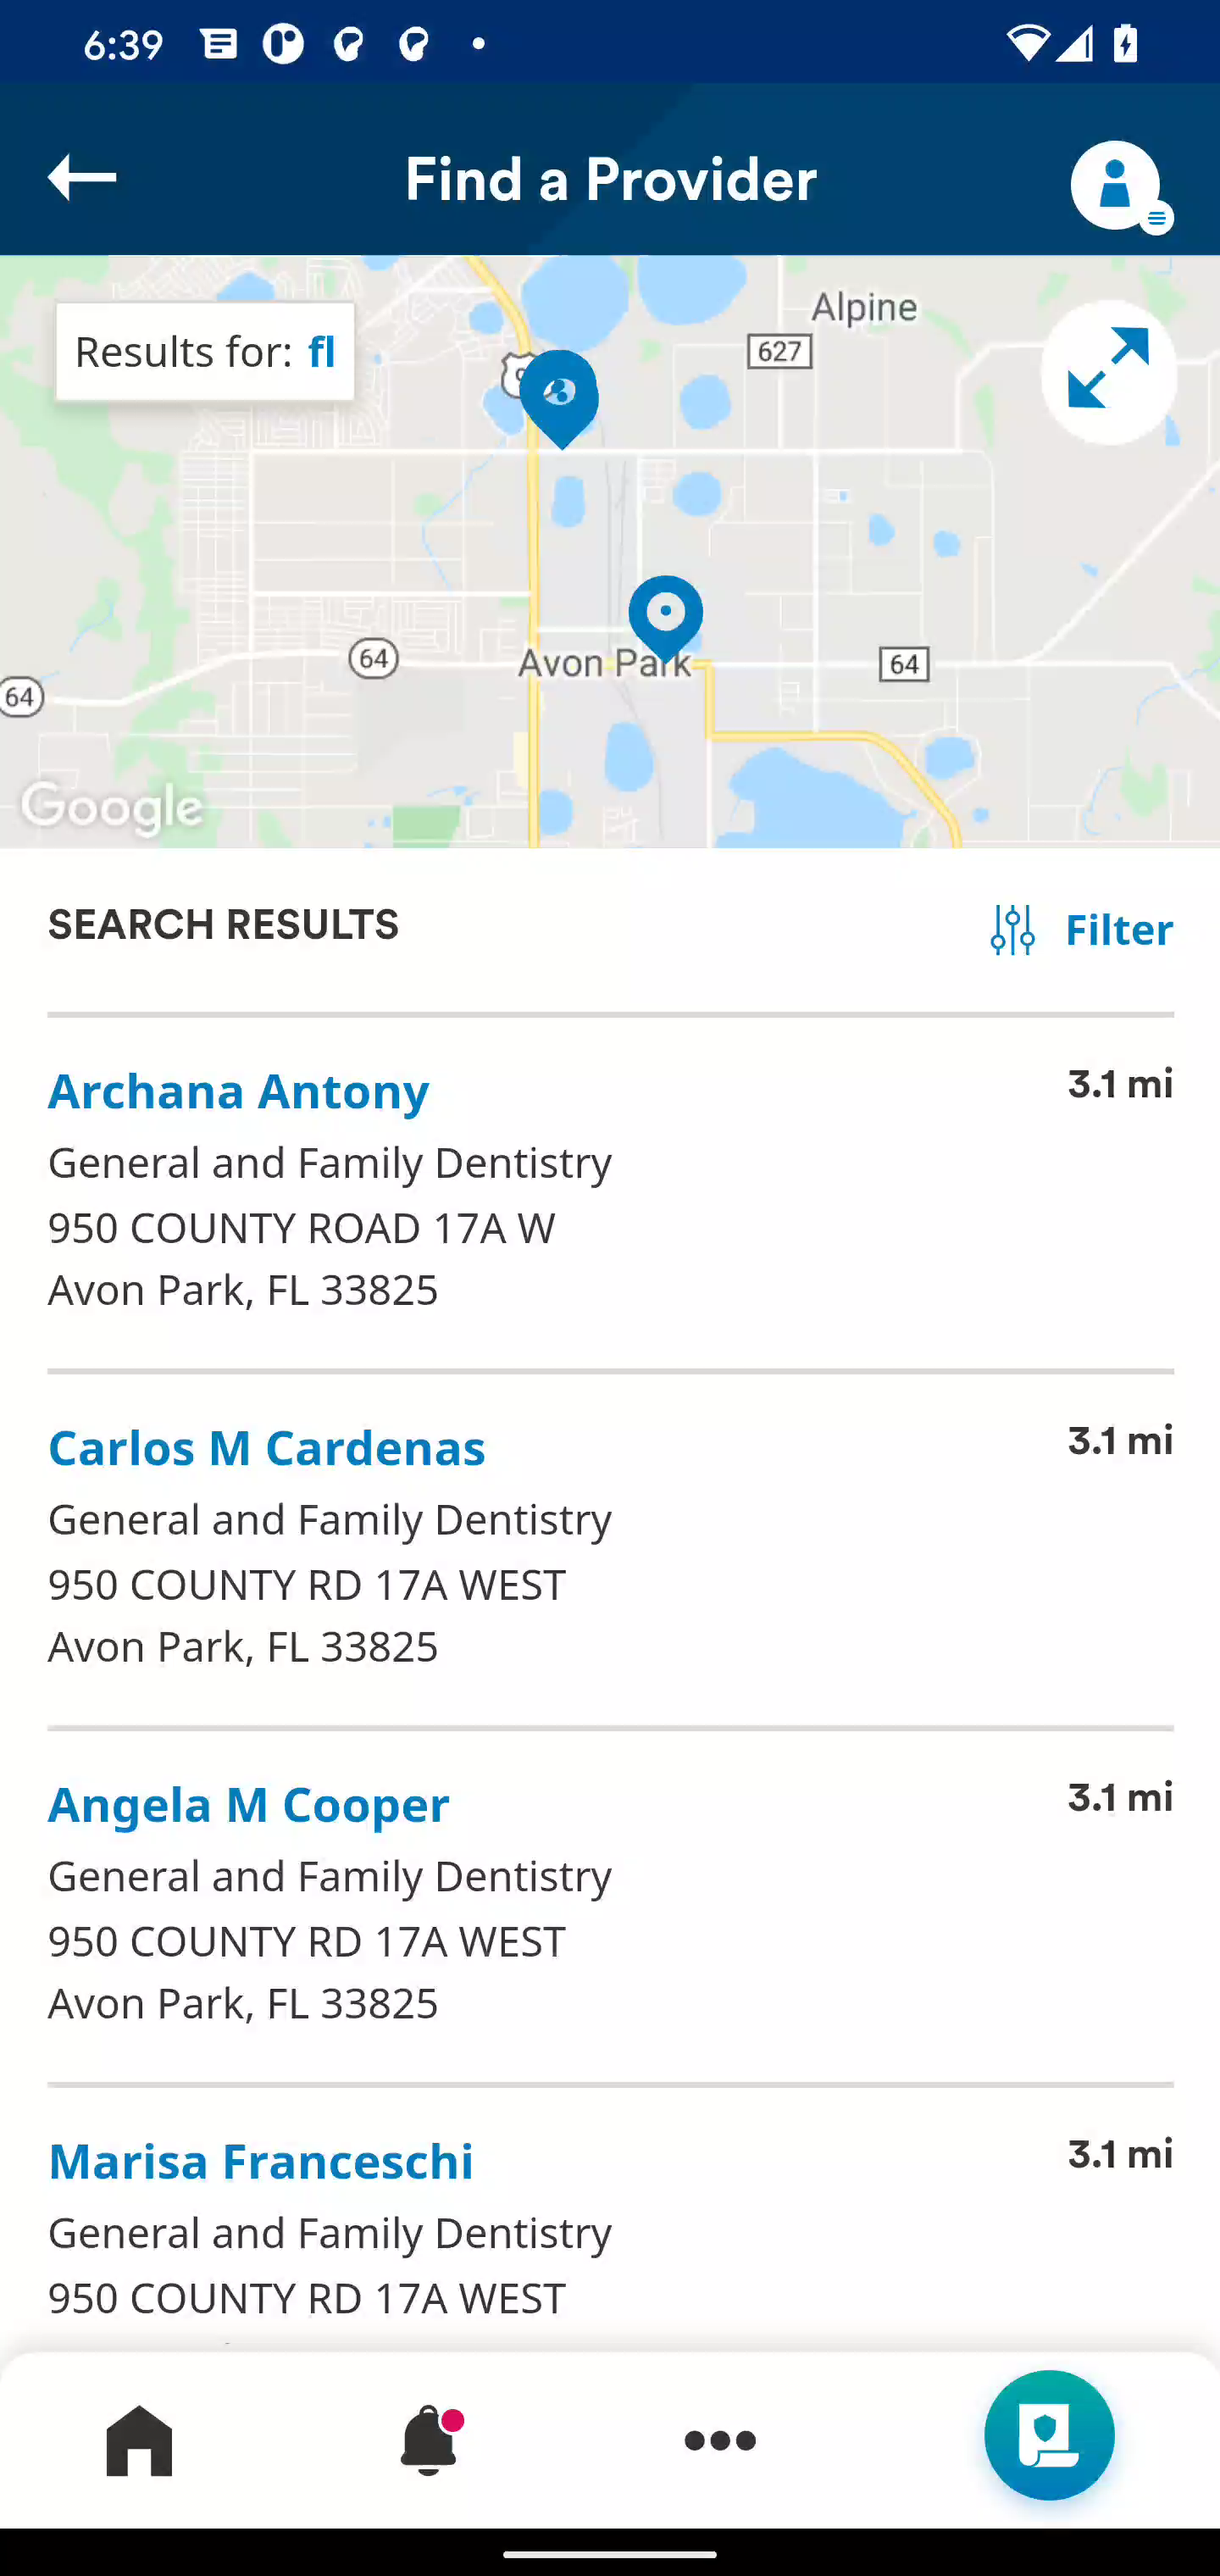 6:39
Find a Provider
Results for: fl
Alpine
627
64
Avon Park
64
64
Google
SEARCH RESULTS
Filter
Archana Antony
3.1 mi
General and Family Dentistry
950 COUNTY ROAD 17A W
Avon Park, FL 33825
Carlos M Cardenas
3.1 mi
General and Family Dentistry
950 COUNTY RD 17A WEST
Avon Park, FL 33825
Angela M Cooper
3.1 mi
General and Family Dentistry
950 COUNTY RD 17A WEST
Avon Park, FL 33825
Marisa Franceschi
3.1 mi
General and Family Dentistry
950 COUNTY RD 17A WEST